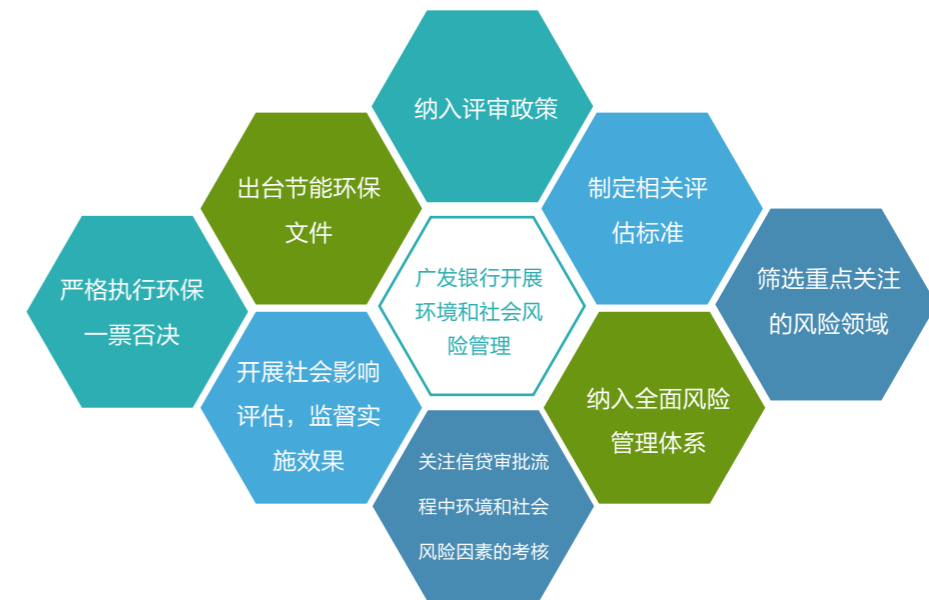 纳入评审政策
出台节能环保
文件
制定相关评
估标准
严格执行环保
一票否决
广发银行开展
环境和社会风
险管理
筛选重点关注
的风险领域
开展社会影响
评估，监督实
施效果
纳入全面风险
管理体系
关注信贷审批流
程中环境和社会
风险因素的考核